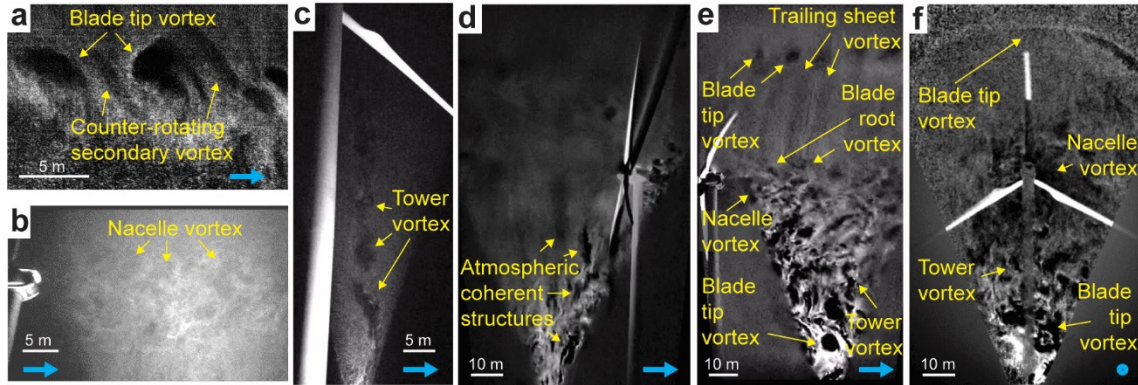 a
Blade tip vortex
Counter-rotating
secondary vortex
5 m
b
Nacelle vortex
5 m
c
Tower
vortex
5 m
d
Atmospheric
coherent
structures
10 m
e
Trailing sheet
vortex
Blade
tip
vortex
Blade
root
vortex
Nacelle
vortex
Blade
tip
vortex
Tower
vortex
10 m
f
Blade tip
vortex
Nacelle
vortex
Tower
vortex
Blade
tip
vortex
10 m